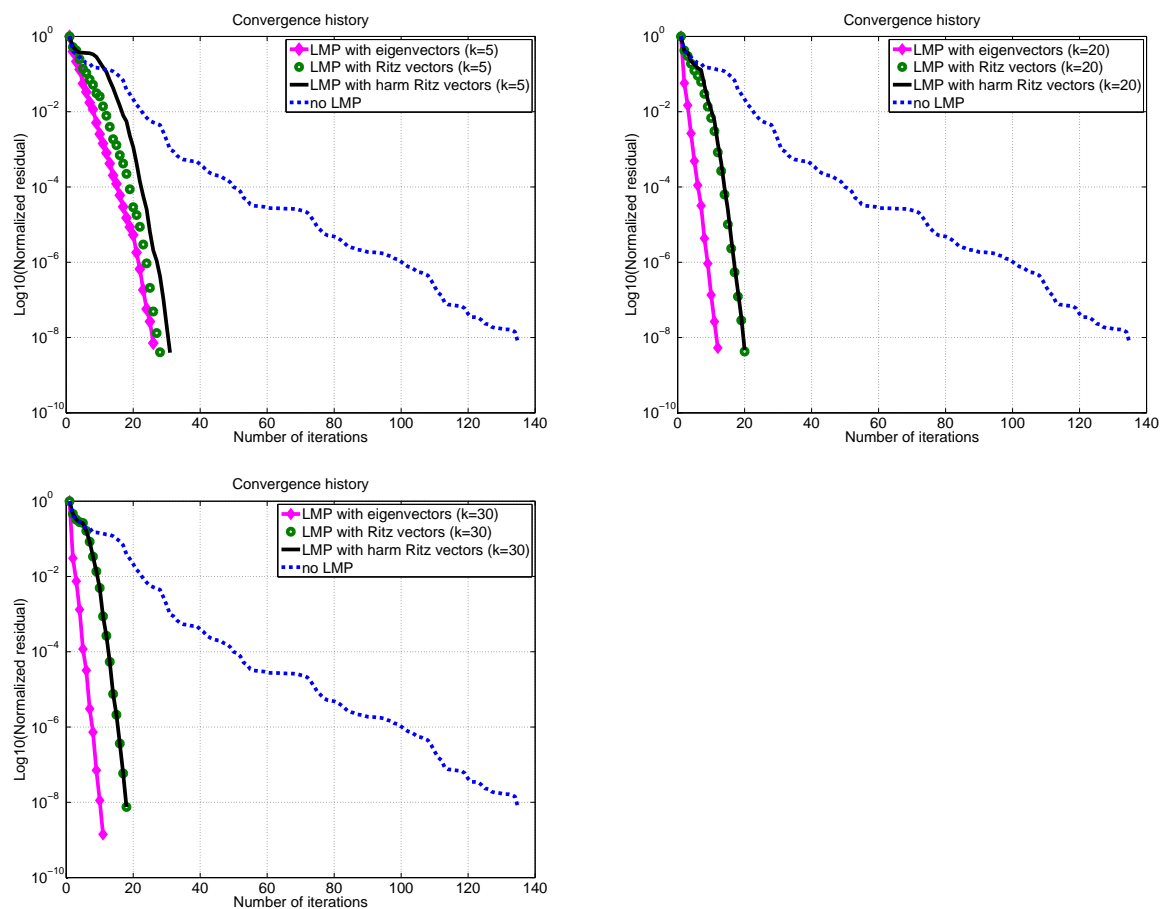 Convergence history
10^0
10^−2
10^−4
10^−6
10^−8
10^−10
Log10(Normalized residual)
LMP with eigenvectors (k=5)
LMP with Ritz vectors (k=5)
LMP with harm Ritz vectors (k=5)
no LMP
0 20 40 60 80 100 120 140
Number of iterations
Convergence history
10^0
10^−2
10^−4
10^−6
10^−8
10^−10
Log10(Normalized residual)
LMP with eigenvectors (k=20)
LMP with Ritz vectors (k=20)
LMP with harm Ritz vectors (k=20)
no LMP
0 20 40 60 80 100 120 140
Number of iterations
Convergence history
10^0
10^−2
10^−4
10^−6
10^−8
10^−10
Log10(Normalized residual)
LMP with eigenvectors (k=30)
LMP with Ritz vectors (k=30)
LMP with harm Ritz vectors (k=30)
no LMP
0 20 40 60 80 100 120 140
Number of iterations